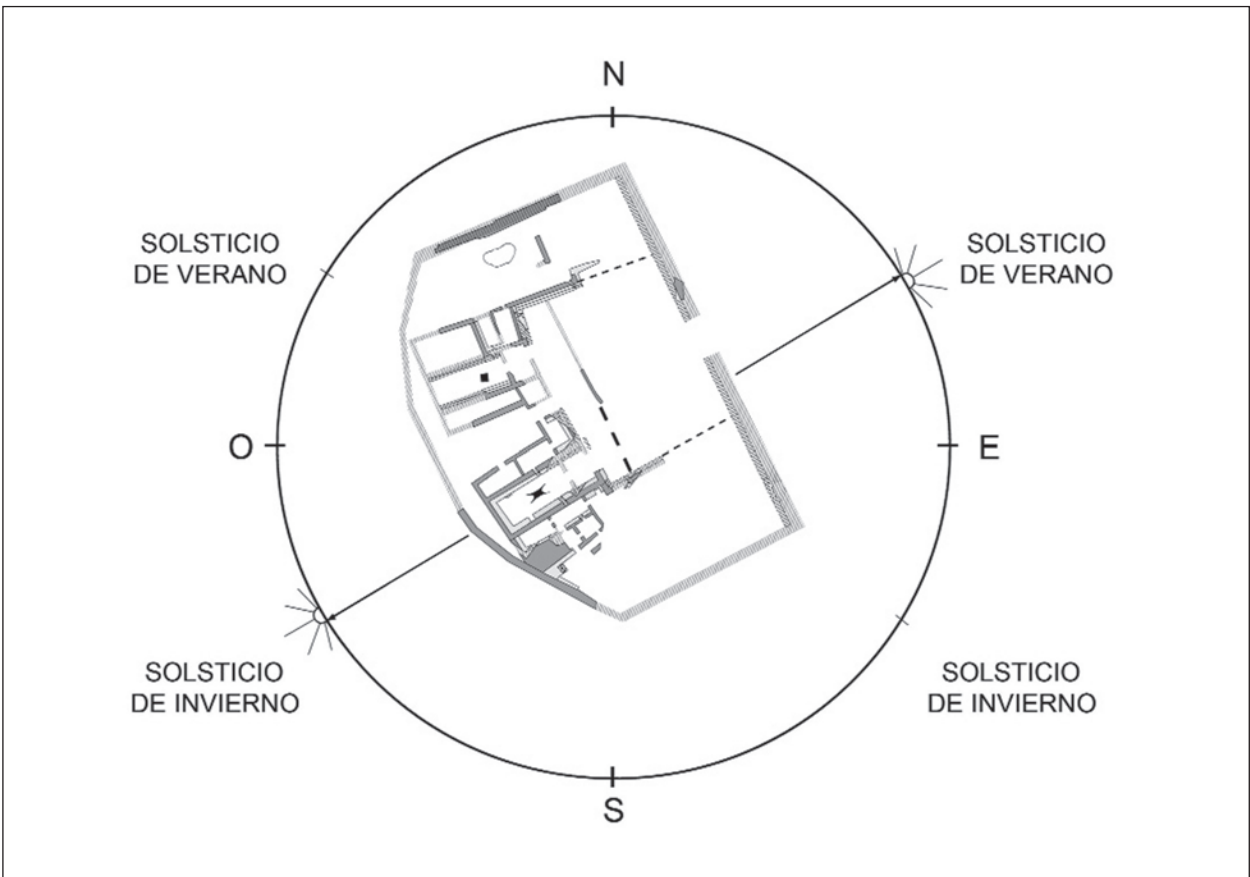 N
SOLSTICIO
DE VERANO
SOLSTICIO
DE VERANO
O
E
SOLSTICIO
DE INVIERNO
SOLSTICIO
DE INVIERNO
S